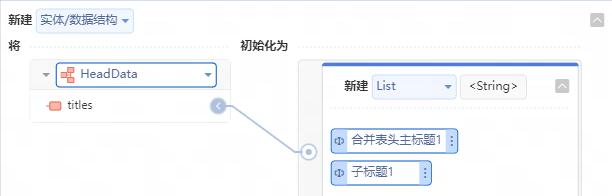 新建 实体/数据结构
将 初始化为
HeadData
titles
新建 List <String>
合并表头主标题1
子标题1